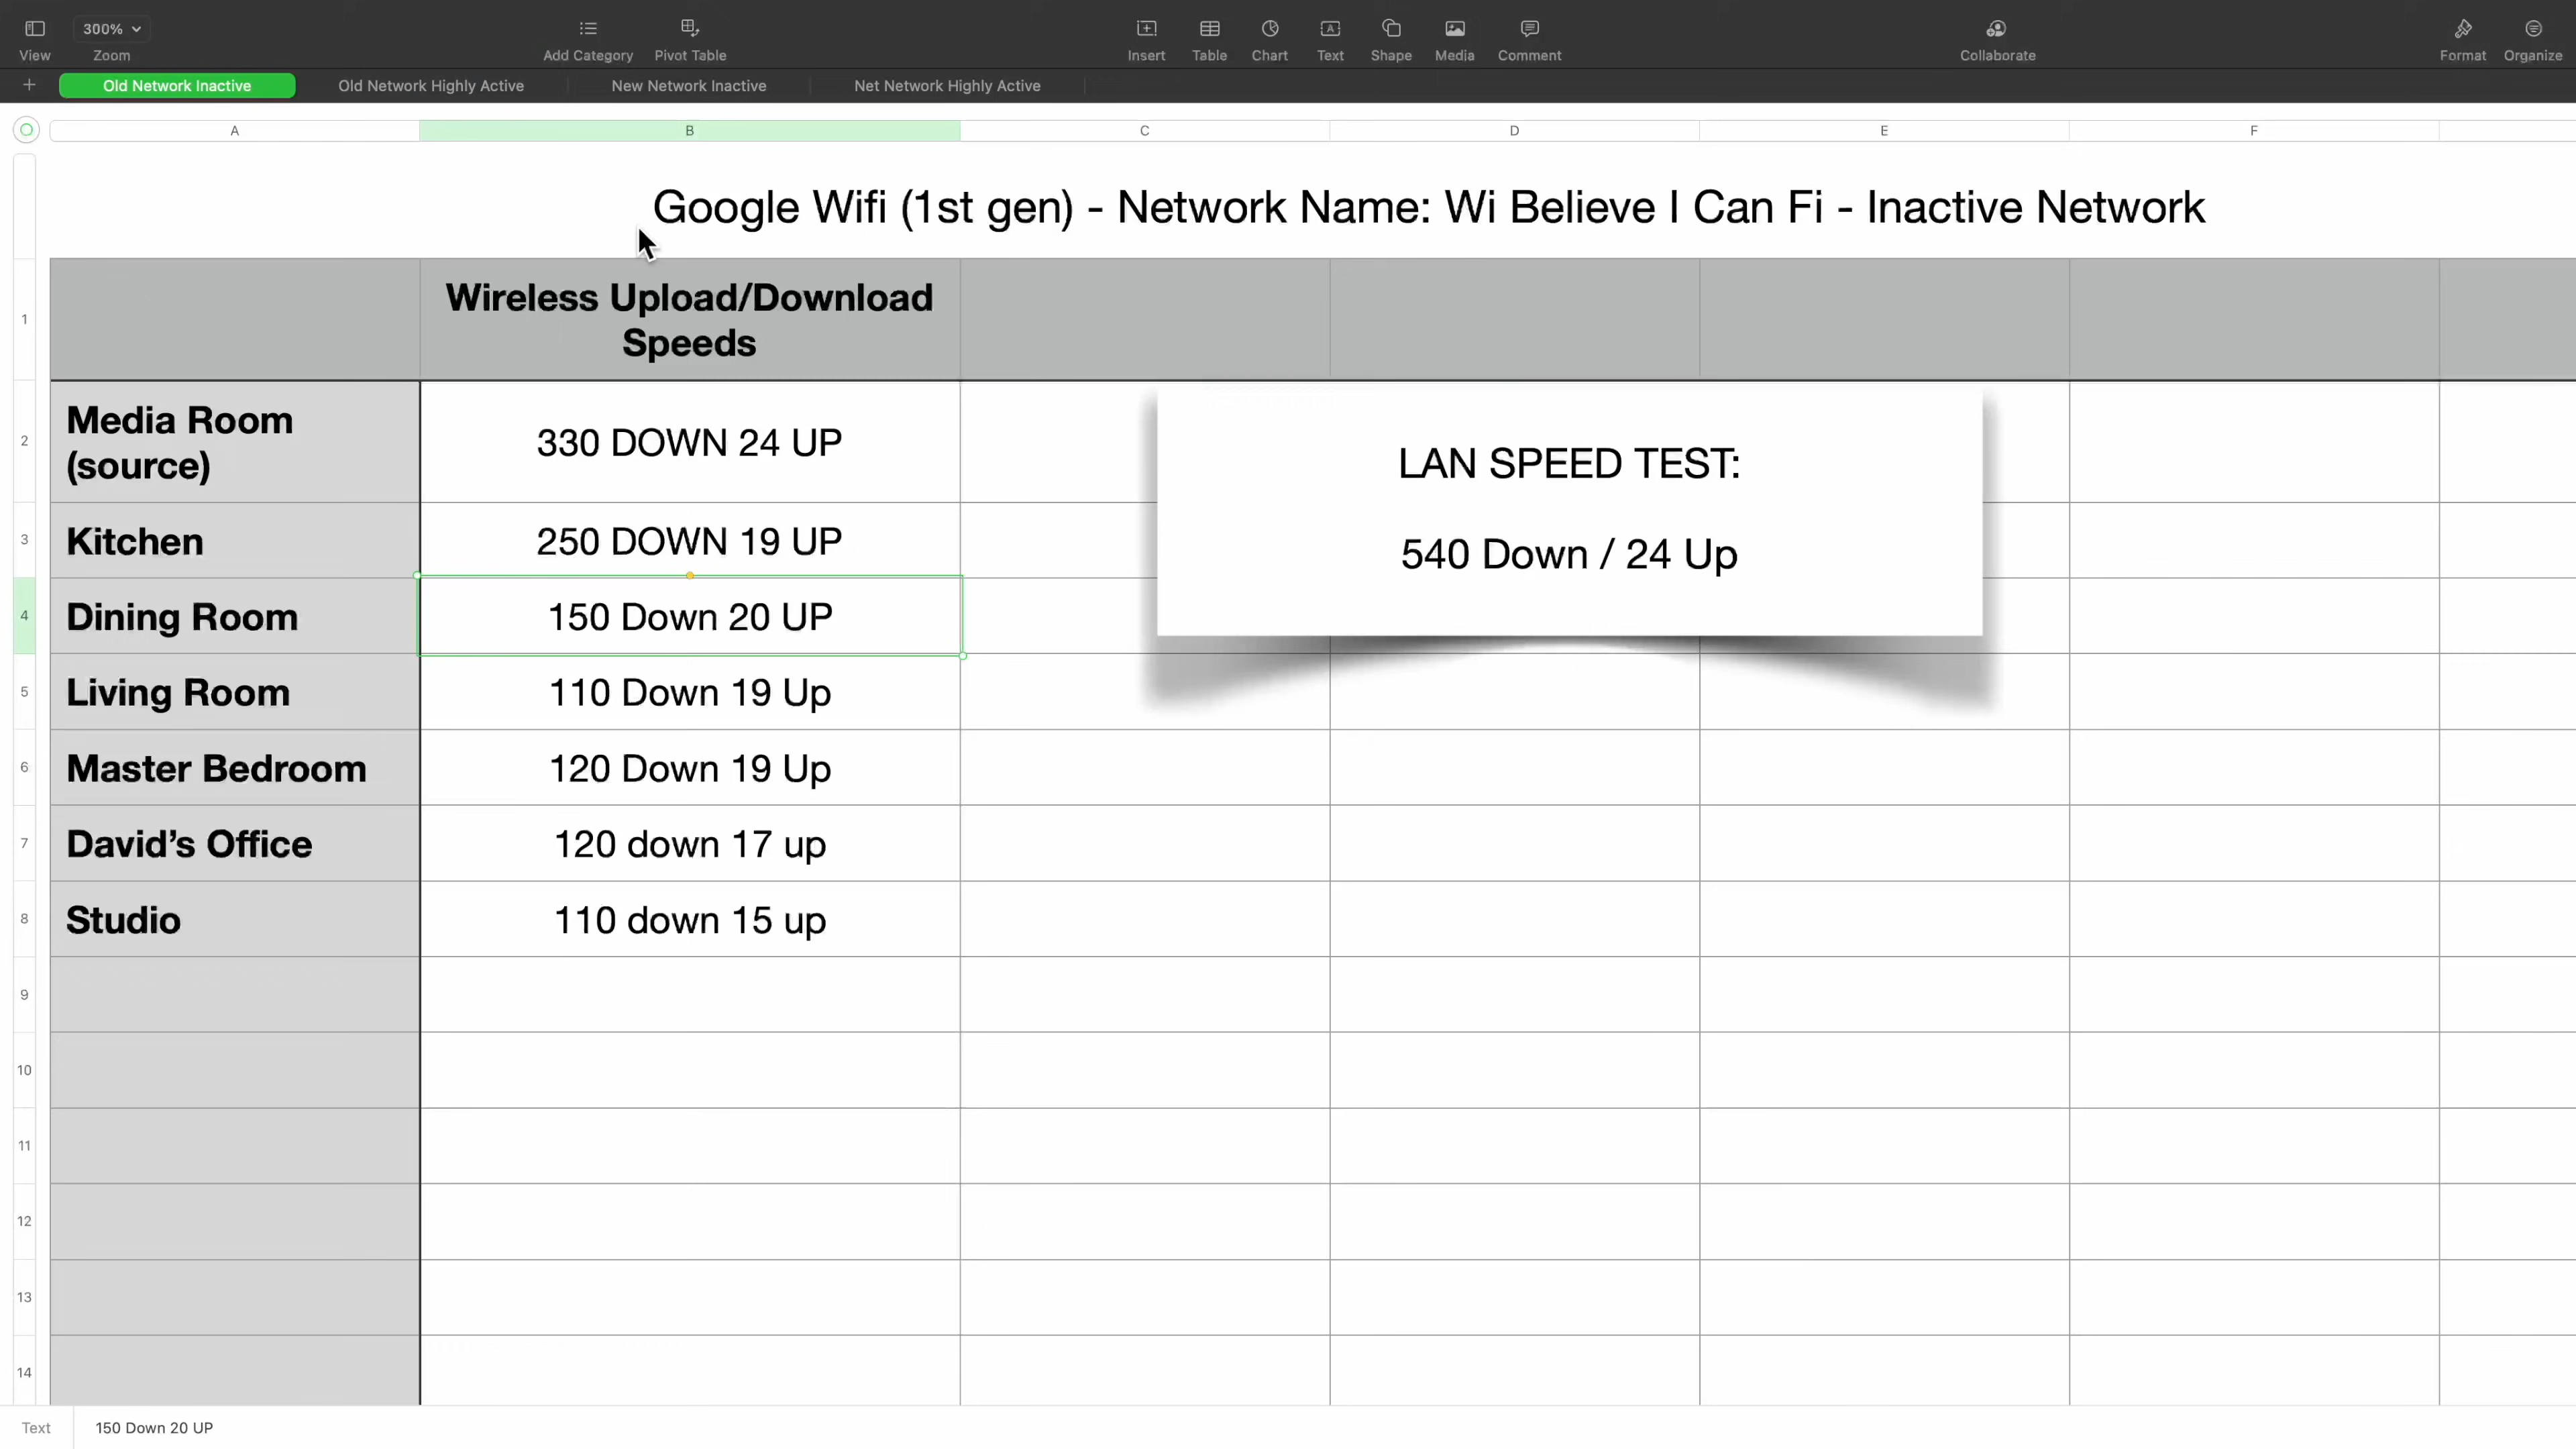 300%
View
Zoom
Add Category
Pivot Table
Insert
Table
Chart
Text
Shape
Media
Comment
Collaborate
Format
Organize
Old Network Inactive
Old Network Highly Active
New Network Inactive
Net Network Highly Active
A
B
C
D
E
F
Google Wifi (1st gen) - Network Name: Wi Believe I Can Fi - Inactive Network
1
Wireless Upload/Download
Speeds
2
Media Room
(source)
330 DOWN 24 UP
LAN SPEED TEST:
540 Down / 24 Up
3
Kitchen
250 DOWN 19 UP
4
Dining Room
150 Down 20 UP
5
Living Room
110 Down 19 Up
6
Master Bedroom
120 Down 19 Up
7
David’s Office
120 down 17 up
8
Studio
110 down 15 up
9
10
11
12
13
14
Text
150 Down 20 UP